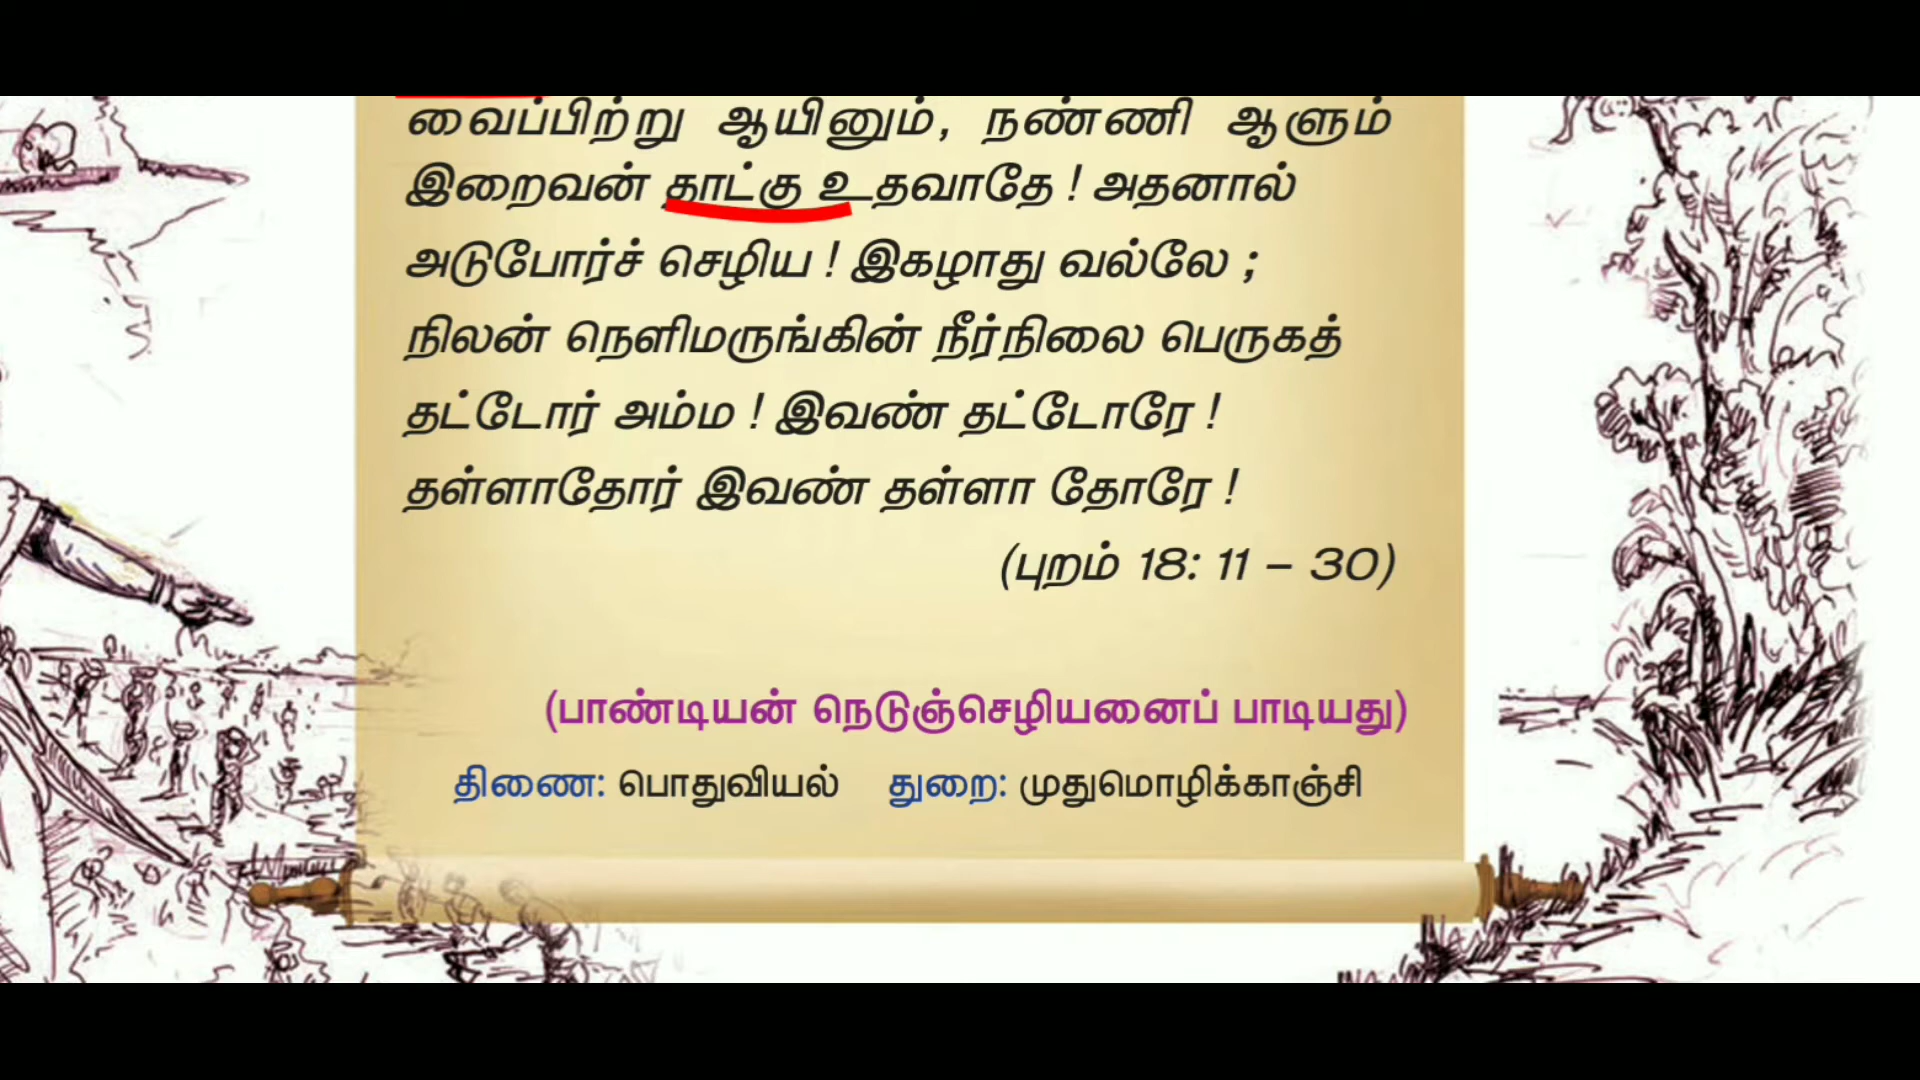 வைப்பிற்று ஆயினும், நண்ணி ஆளும்
இறைவன் தாட்கு உதவாதே ! அதனால்
அடுபோர்ச் செழிய ! இகழாது வல்லே ;
நிலன் நெளிமருங்கின் நீர்நிலை பெருகத்
தட்டோர் அம்ம ! இவண் தட்டோரே !
தள்ளாதோர் இவண் தள்ளா தோரே !
(புறம் 18: 11 – 30)
(பாண்டியன் நெடுஞ்செழியனைப் பாடியது)
திணை: பொதுவியல் துறை: முதுமொழிக்காஞ்சி